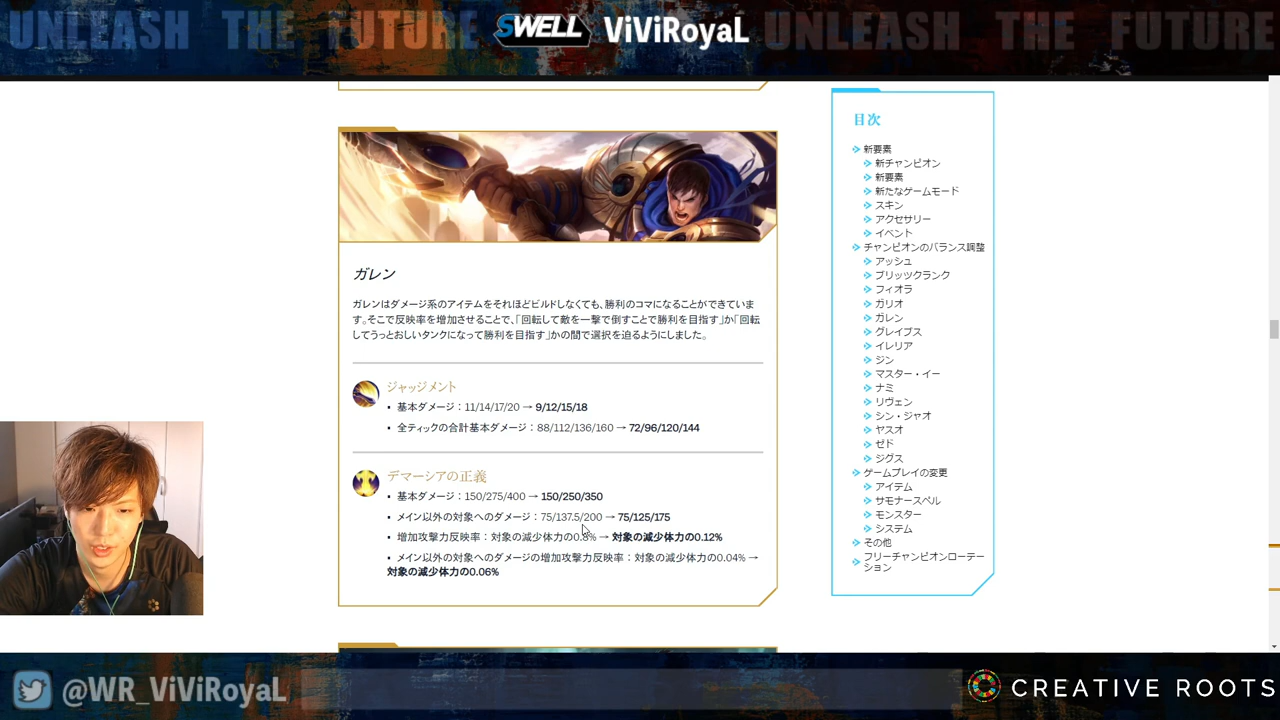 UNLEASH THE FUTURE SWELL ViViRoyaL UNLEASH THE FUTURE
ガレン
ガレンはダメージ系のアイテムをそれほどビルドしなくても、勝利のコマになることができていま
す。そこで反映率を増加させることで、「回転して敵を一撃で倒すことで勝利を目指す」か「回転
してうっとおしいタンクになって勝利を目指す」かの間で選択を迫るようにしました。
ジャッジメント
• 基本ダメージ：11/14/17/20 → 9/12/15/18
• 全ティックの合計基本ダメージ：88/112/136/160 → 72/96/120/144
デマーシアの正義
• 基本ダメージ：150/275/400 → 150/250/350
• メイン以外の対象へのダメージ：75/137.5/200 → 75/125/175
• 増加攻撃力反映率：対象の減少体力の → 対象の減少体力の0.12%
• メイン以外の対象へのダメージの増加攻撃力反映率：対象の減少体力の0.04% →
対象の減少体力の0.06%
目次
新要素
新チャンピオン
新要素
新たなゲームモード
スキン
アクセサリー
イベント
チャンピオンのバランス調整
アッシュ
ブリッツクランク
フィオラ
ガリオ
ガレン
グレイブス
イレリア
ジン
マスター・イー
ナミ
リヴェン
シン・ジャオ
ヤスオ
ゼド
ジグス
ゲームプレイの変更
アイテム
サモナースペル
モンスター
システム
その他
フリーチャンピオンローテー
ション
@WR_ViViRoyaL
CREATIVE ROOTS